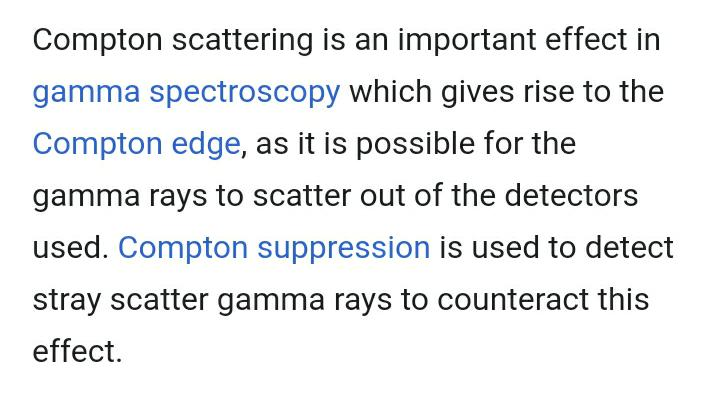 Compton scattering is an important effect in
gamma spectroscopy which gives rise to the
Compton edge, as it is possible for the
gamma rays to scatter out of the detectors
used. Compton suppression is used to detect
stray scatter gamma rays to counteract this
effect.